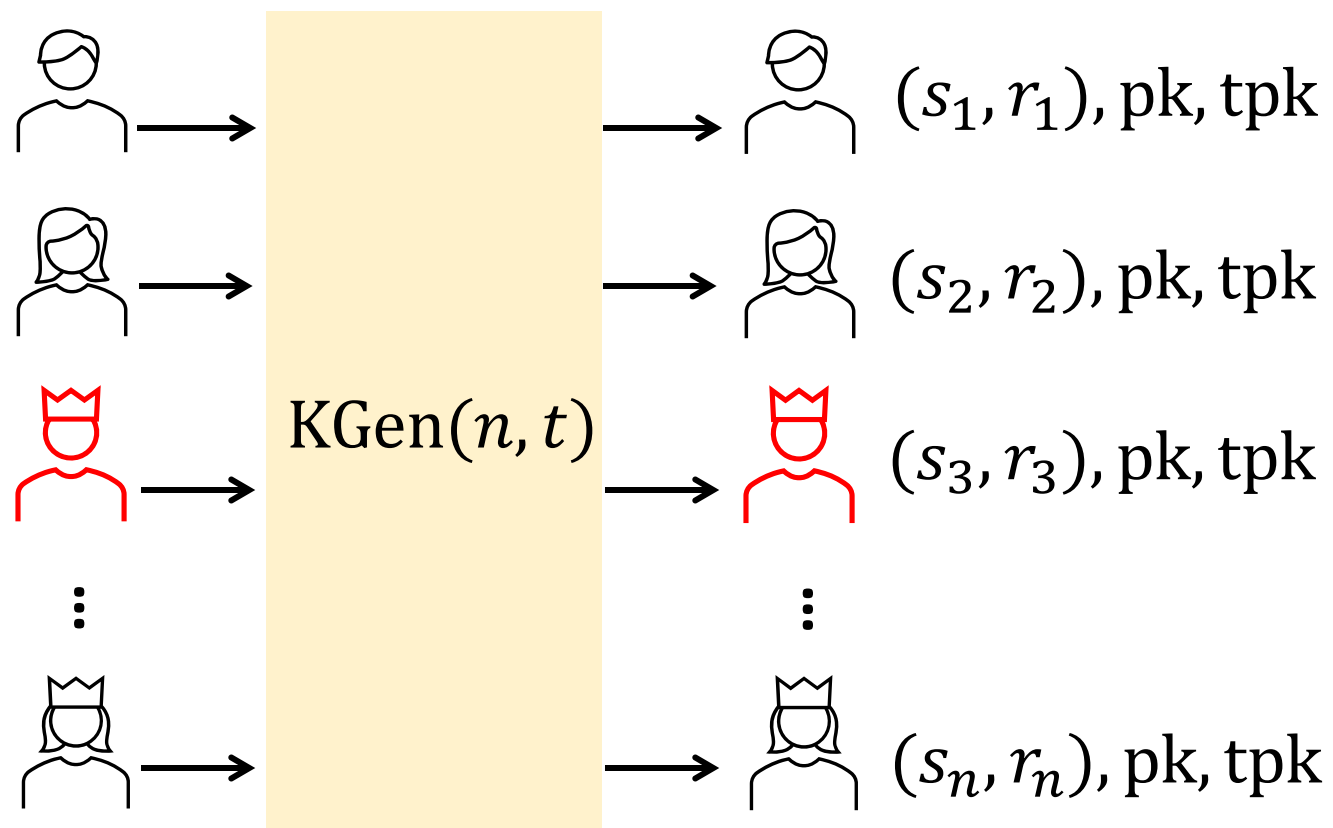 (s₁, r₁), pk, tpk
(s₂, r₂), pk, tpk
KGen(n, t)
(s₃, r₃), pk, tpk
⋮ ⋮
(sₙ, rₙ), pk, tpk